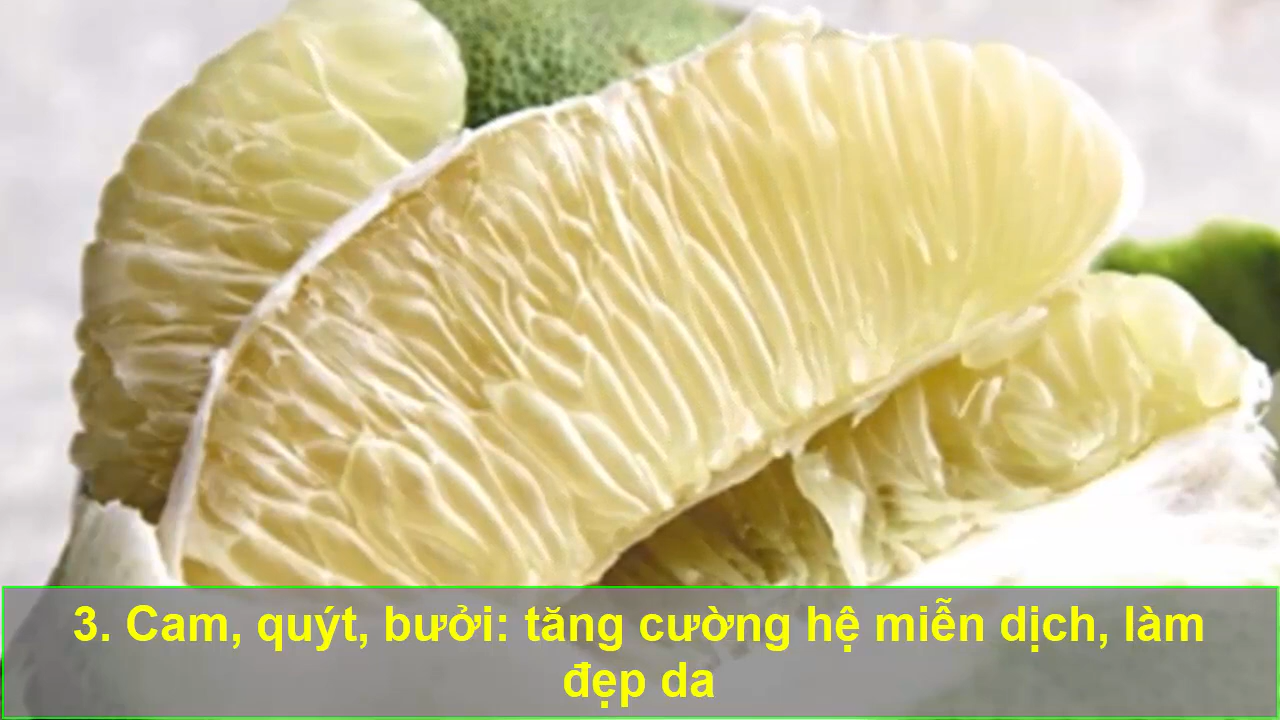 3. Cam, quýt, bưởi: tăng cường hệ miễn dịch, làm
đẹp da